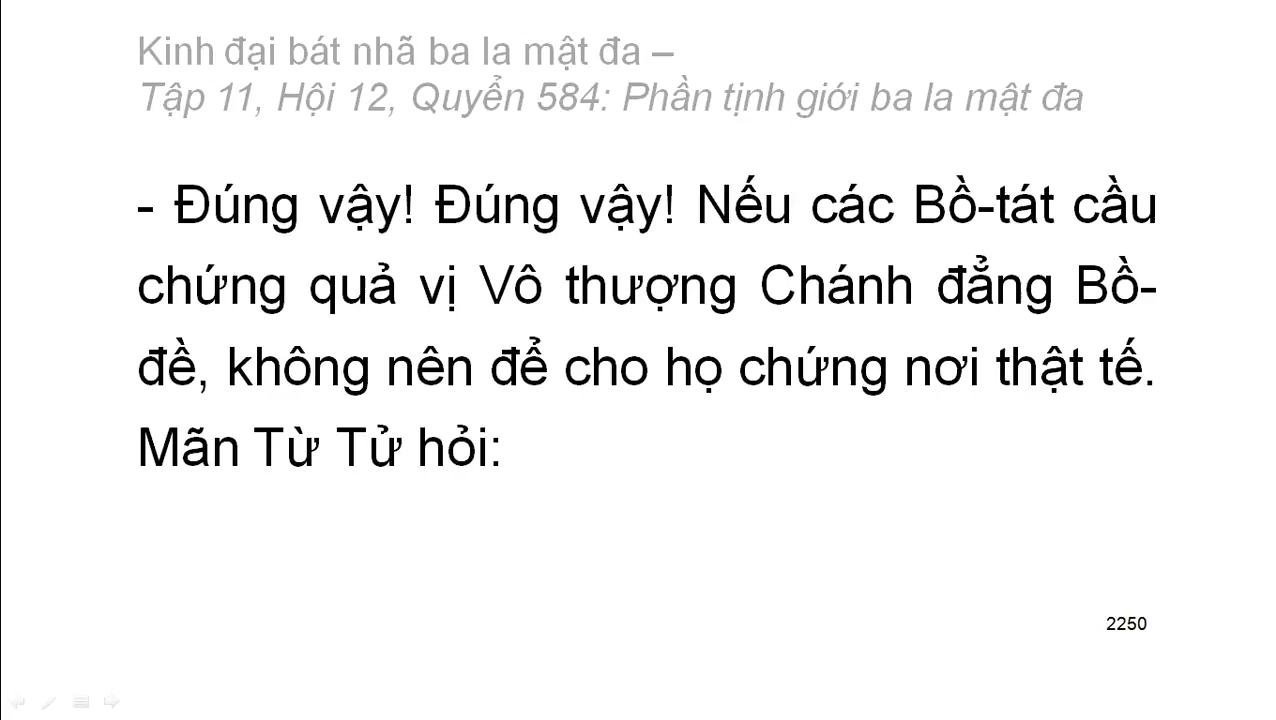 Kinh đại bát nhã ba la mật đa –
Tập 11, Hội 12, Quyển 584: Phần tịnh giới ba la mật đa
- Đúng vậy! Đúng vậy! Nếu các Bồ-tát cầu
chứng quả vị Vô thượng Chánh đẳng Bồ-
đề, không nên để cho họ chứng nơi thật tế.
Mãn Từ Tử hỏi:
2250